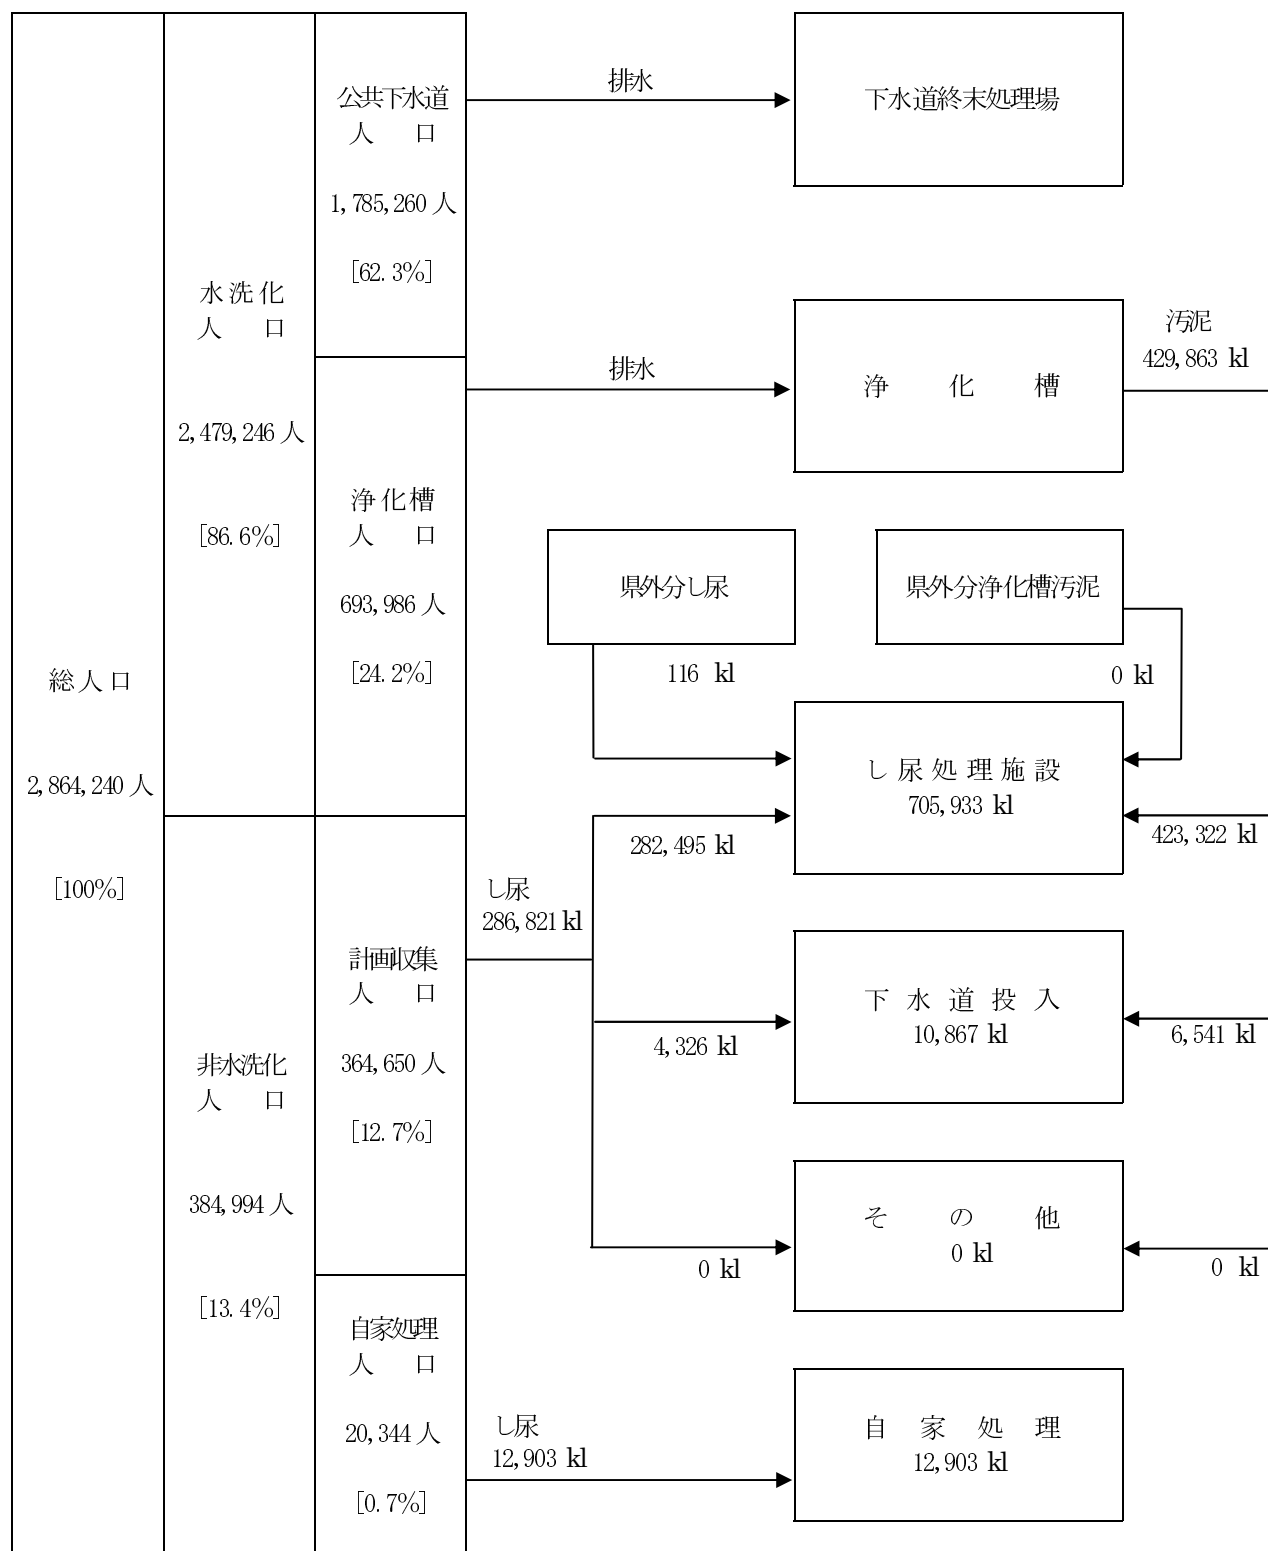 総人口
2,864,240 人
[100%]
水洗化
人　口
2,479,246 人
[86.6%]
非水洗化
人　口
384,994 人
[13.4%]
公共下水道
人　口
1,785,260 人
[62.3%]
浄化槽
人　口
693,986 人
[24.2%]
計画収集
人　口
364,650 人
[12.7%]
自家処理
人　口
20,344 人
[0.7%]
排水
下水道終末処理場
排水
浄化槽
汚泥
429,863 kl
県外分し尿
116 kl
県外分浄化槽汚泥
0 kl
し尿処理施設
705,933 kl
282,495 kl
423,322 kl
し尿
286,821 kl
下水道投入
10,867 kl
4,326 kl
6,541 kl
その他
0 kl
0 kl
0 kl
し尿
12,903 kl
自家処理
12,903 kl